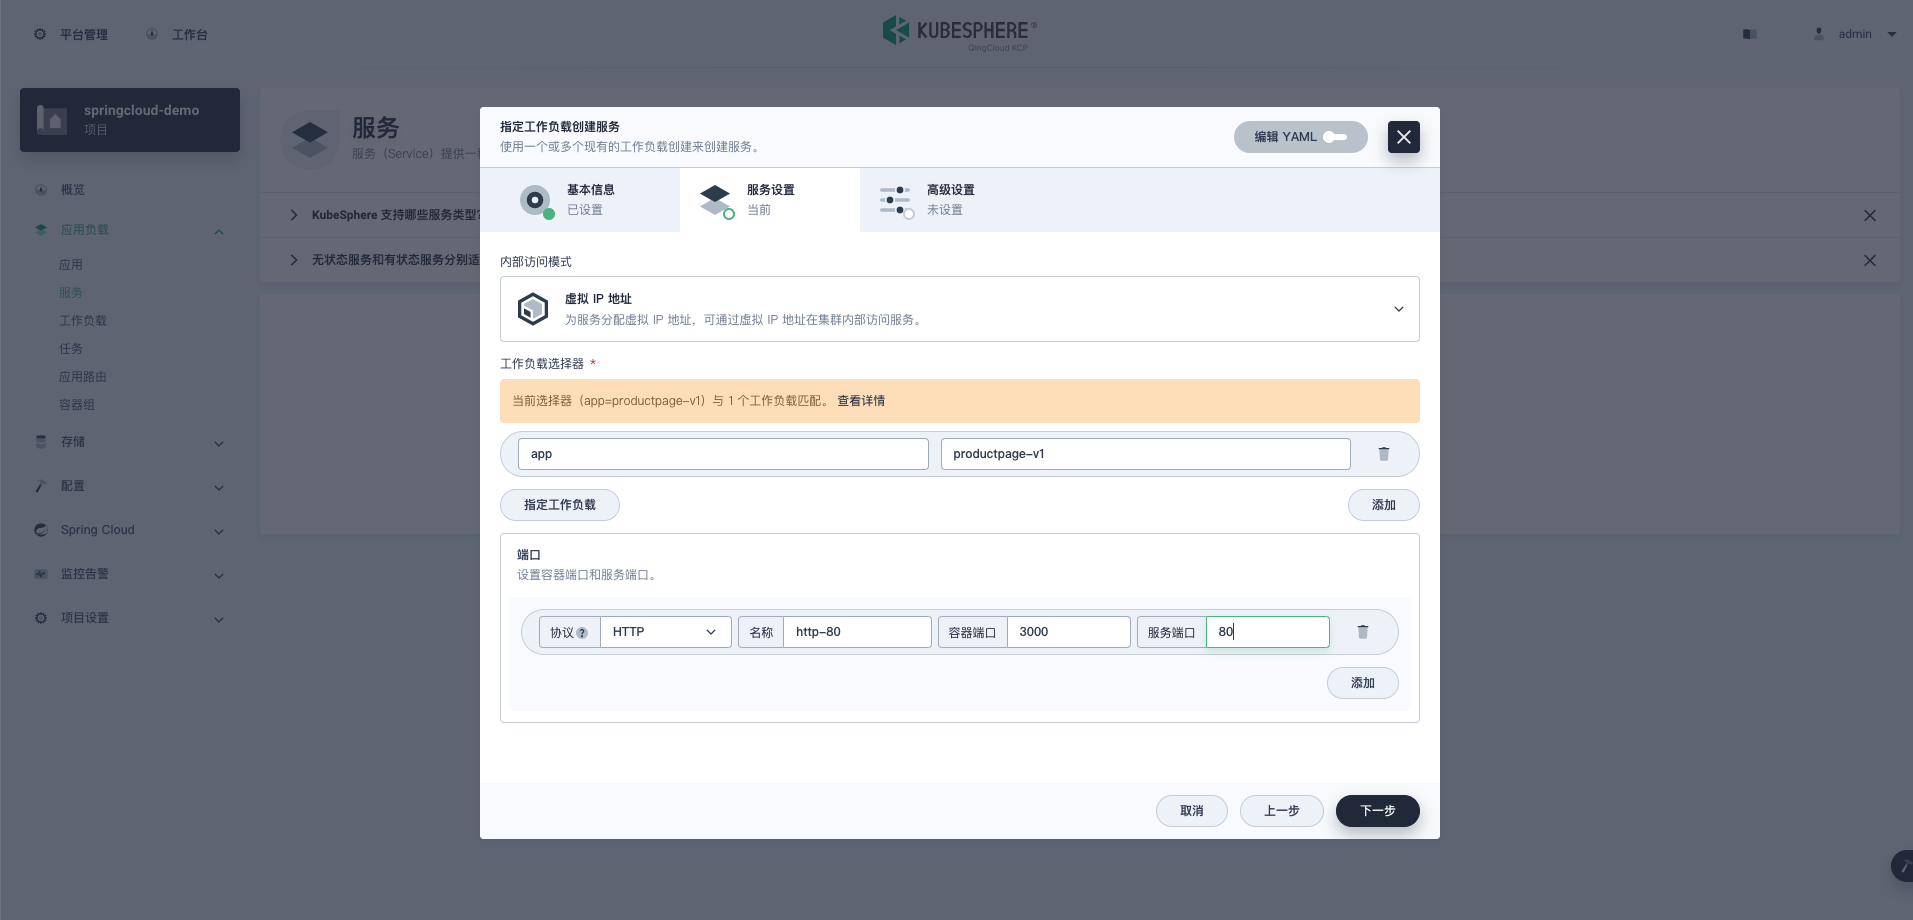 平台管理
工作台
KUBESPHERE®
QingCloud KCP
admin
springcloud-demo
项目
服务
服务（Service）提供一
概览
应用负载
应用
服务
工作负载
任务
应用路由
容器组
存储
配置
Spring Cloud
监控告警
项目设置
KubeSphere 支持哪些服务类型?
无状态服务和有状态服务分别适
指定工作负载创建服务
使用一个或多个现有的工作负载创建来创建服务。
编辑 YAML
基本信息
已设置
服务设置
当前
高级设置
未设置
内部访问模式
虚拟 IP 地址
为服务分配虚拟 IP 地址，可通过虚拟 IP 地址在集群内部访问服务。
工作负载选择器 *
当前选择器（app=productpage-v1）与 1 个工作负载匹配。 查看详情
app productpage-v1
指定工作负载 添加
端口
设置容器端口和服务端口。
协议 ? HTTP 名称 http-80 容器端口 3000 服务端口 80
添加
取消 上一步 下一步